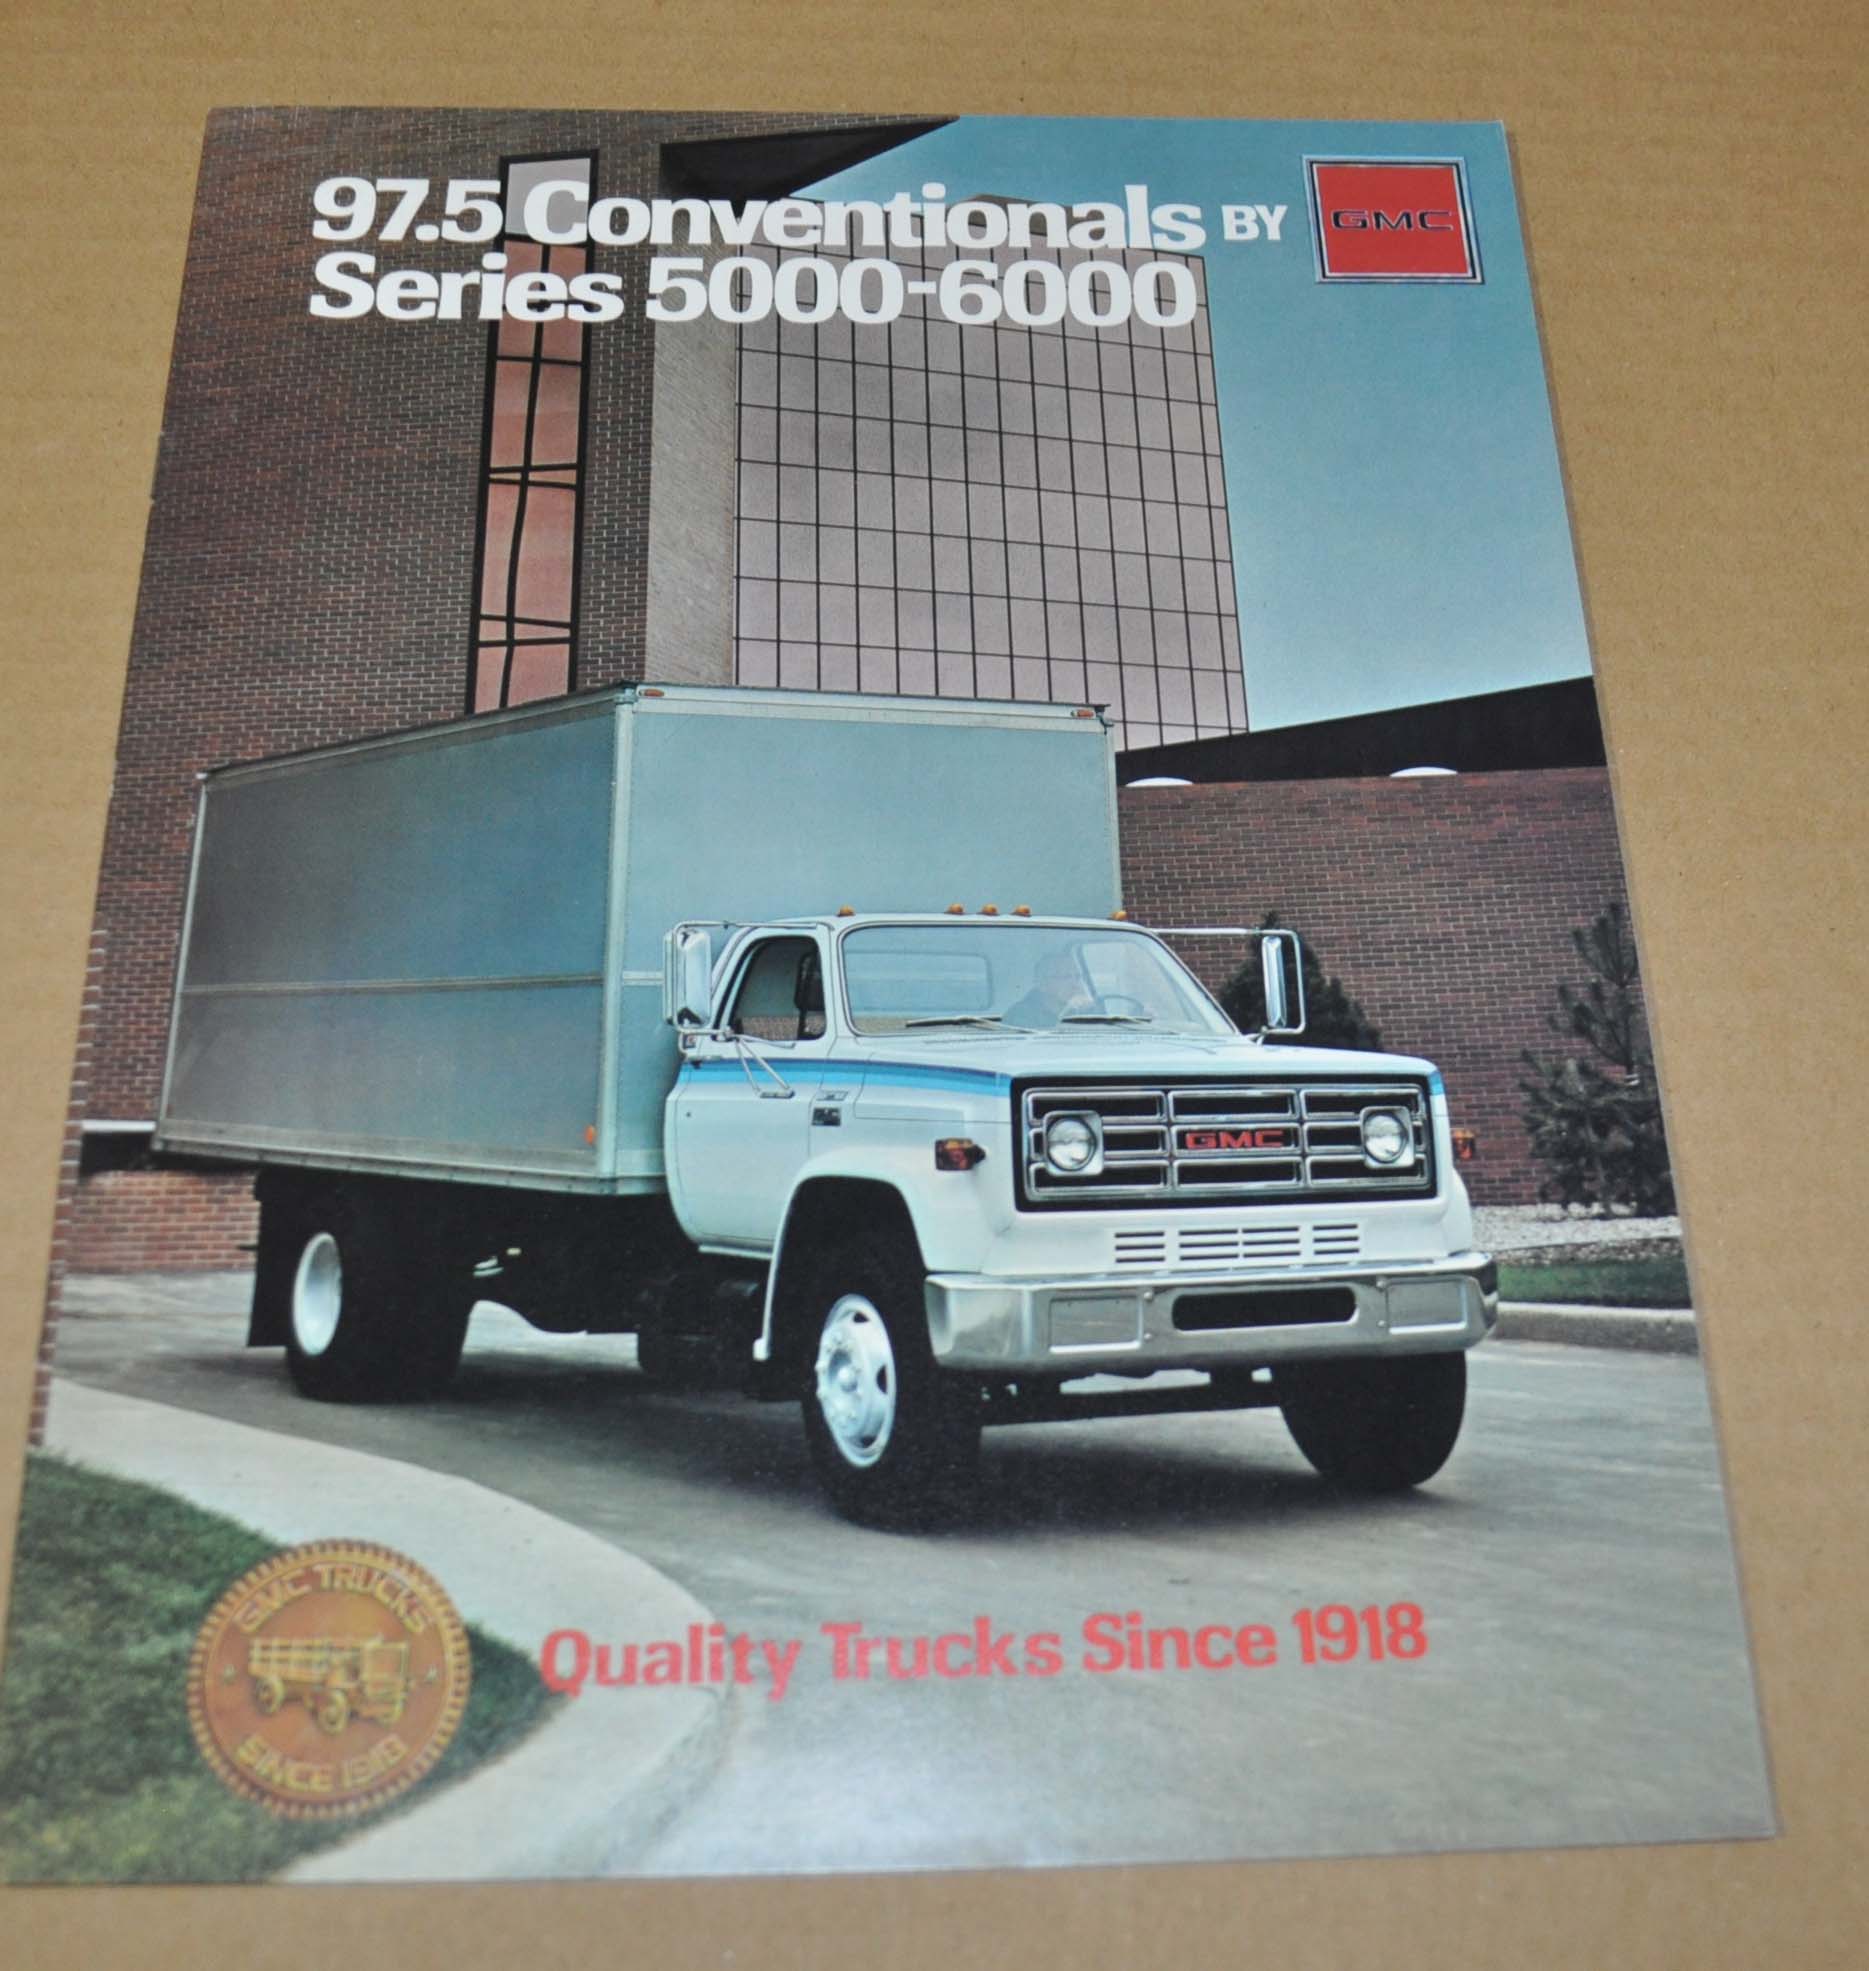 97.5 Conventionals BY
Series 5000-6000
GMC
GMC
GMC TRUCKS
SINCE 1918
Quality Trucks Since 1918